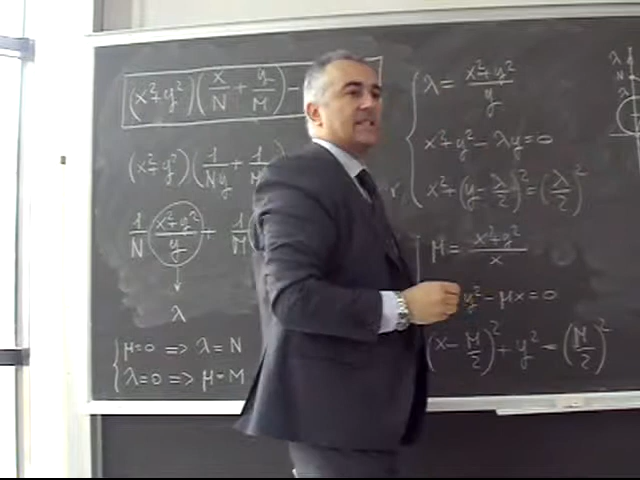 (x²+y²)(x/N + y/M) −
(x²+y²)(1/Ny + 1/M
1/N (x²+y²)/y + 1/M
↓
λ
{ μ=0 => λ=N
λ=0 => μ=M
{ λ = (x²+y²)/y
x²+y²−λy=0
x²+(y−λ/2)²=(λ/2)²
μ = (x²+y²)/x
y²−μx=0
(x−μ/2)²+y²=(μ/2)²
λ
λ